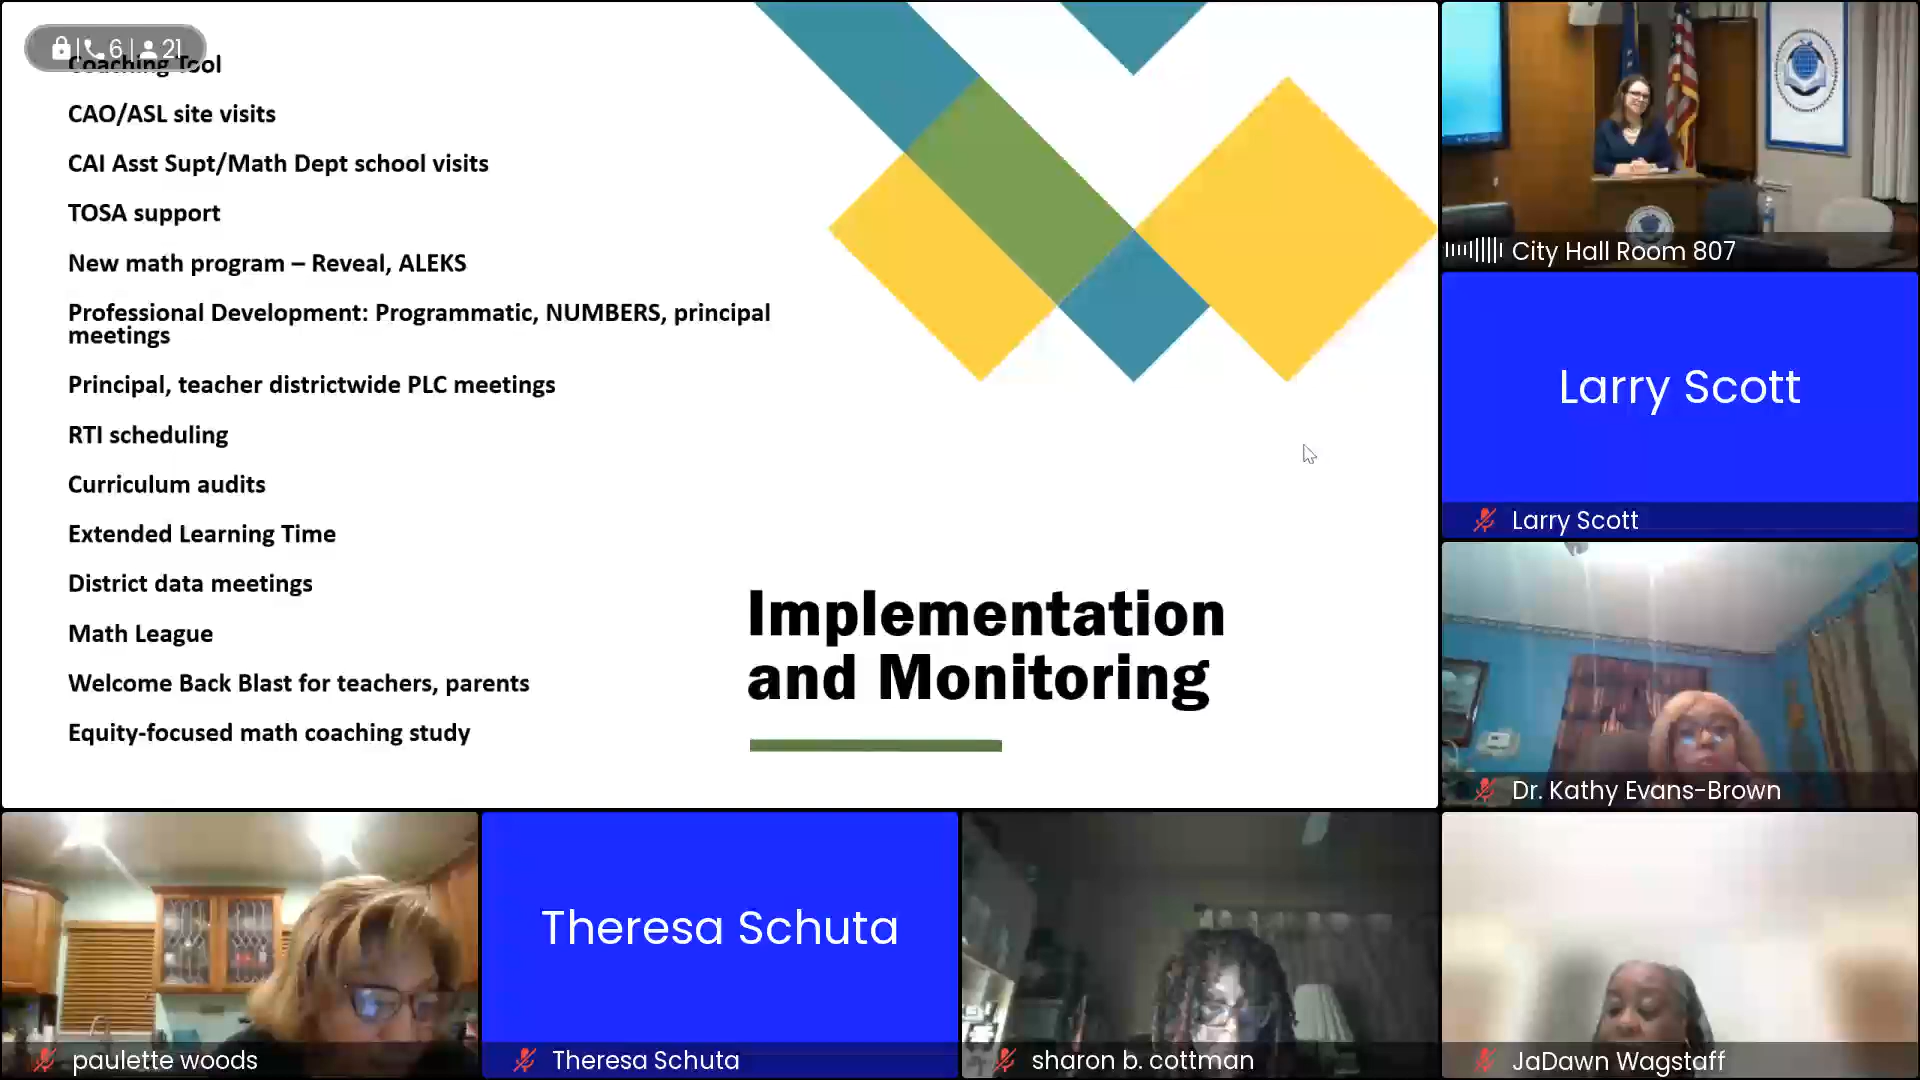 6 | 21
Coaching Tool
CAO/ASL site visits
CAI Asst Supt/Math Dept school visits
TOSA support
New math program – Reveal, ALEKS
Professional Development: Programmatic, NUMBERS, principal
meetings
Principal, teacher districtwide PLC meetings
RTI scheduling
Curriculum audits
Extended Learning Time
District data meetings
Math League
Welcome Back Blast for teachers, parents
Equity-focused math coaching study
Implementation
and Monitoring
City Hall Room 807
Larry Scott
Larry Scott
Dr. Kathy Evans-Brown
paulette woods
Theresa Schuta
Theresa Schuta
sharon b. cottman
JaDawn Wagstaff